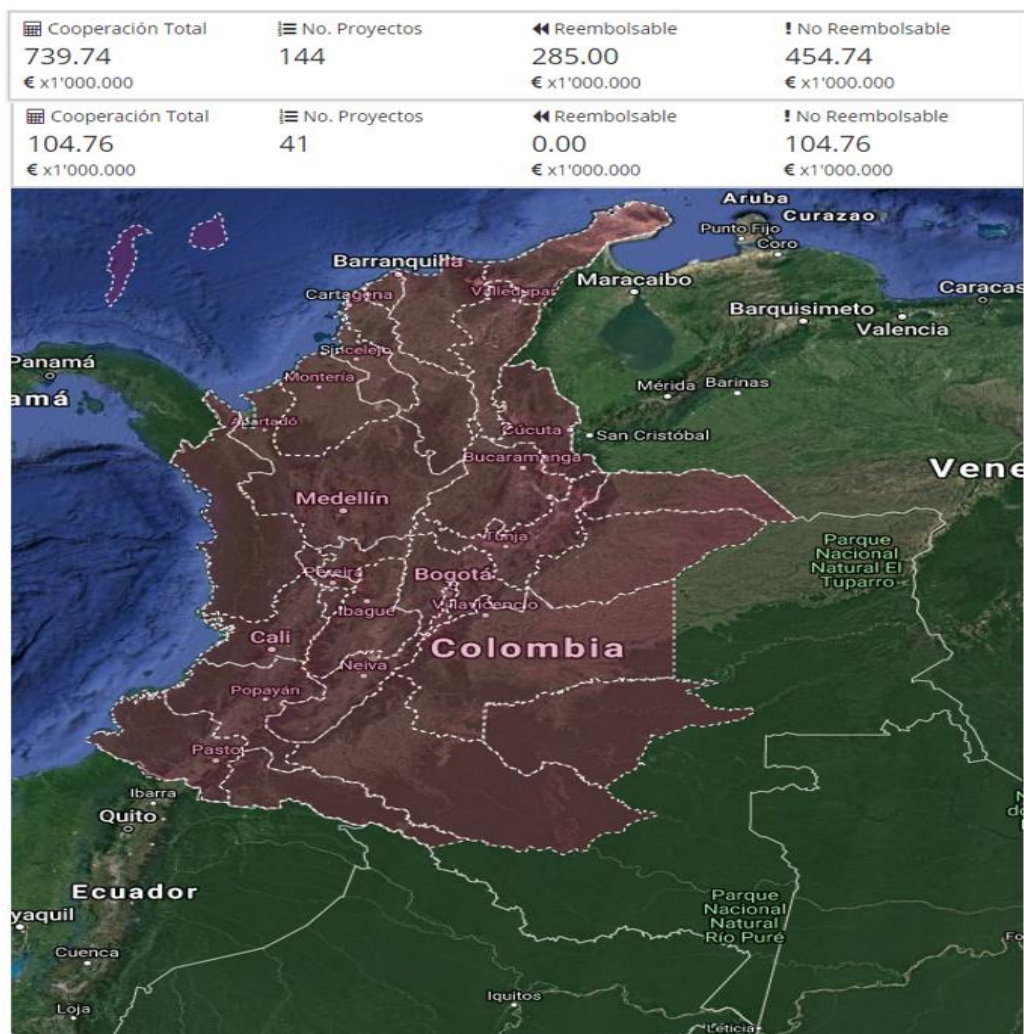 Cooperación Total No. Proyectos Reembolsable ! No Reembolsable
739.74 144 285.00 454.74
€ x1'000.000 € x1'000.000 € x1'000.000
Cooperación Total No. Proyectos Reembolsable ! No Reembolsable
104.76 41 0.00 104.76
€ x1'000.000 € x1'000.000 € x1'000.000
Aruba
Curazao
Punto Fijo
Coro
Barranquilla
Maracaibo
Cartagena
Valledupar
Caracas
Barquisimeto
Valencia
Sincelejo
Panamá
Montería
Mérida Barinas
amá
Apartadó
Cúcuta
San Cristóbal
Bucaramanga
Vene
Medellín
Tunja
Parque
Nacional
Natural El
Tuparro
Pereira
Bogotá
Ibagué
Villavicencio
Cali
Colombia
Neiva
Popayán
Pasto
Ibarra
Quito
Ecuador
yaquil
Parque
Nacional
Natural
Río Puré
Cuenca
Iquitos
Loja
Leticia